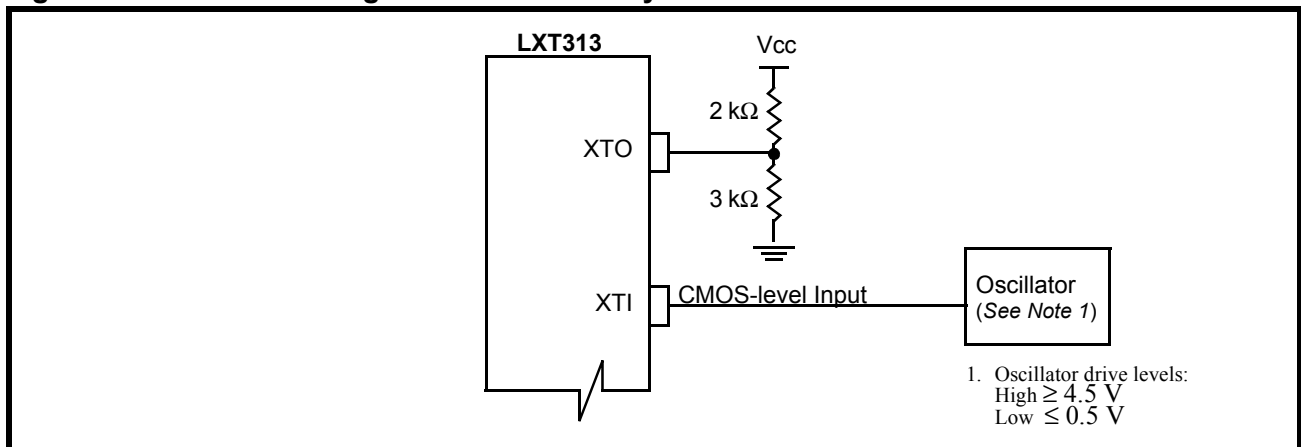 LXT313
Vcc
2 kΩ
XTO
3 kΩ
XTI
CMOS-level Input
Oscillator
(See Note 1)
1. Oscillator drive levels:
High ≥ 4.5 V
Low ≤ 0.5 V